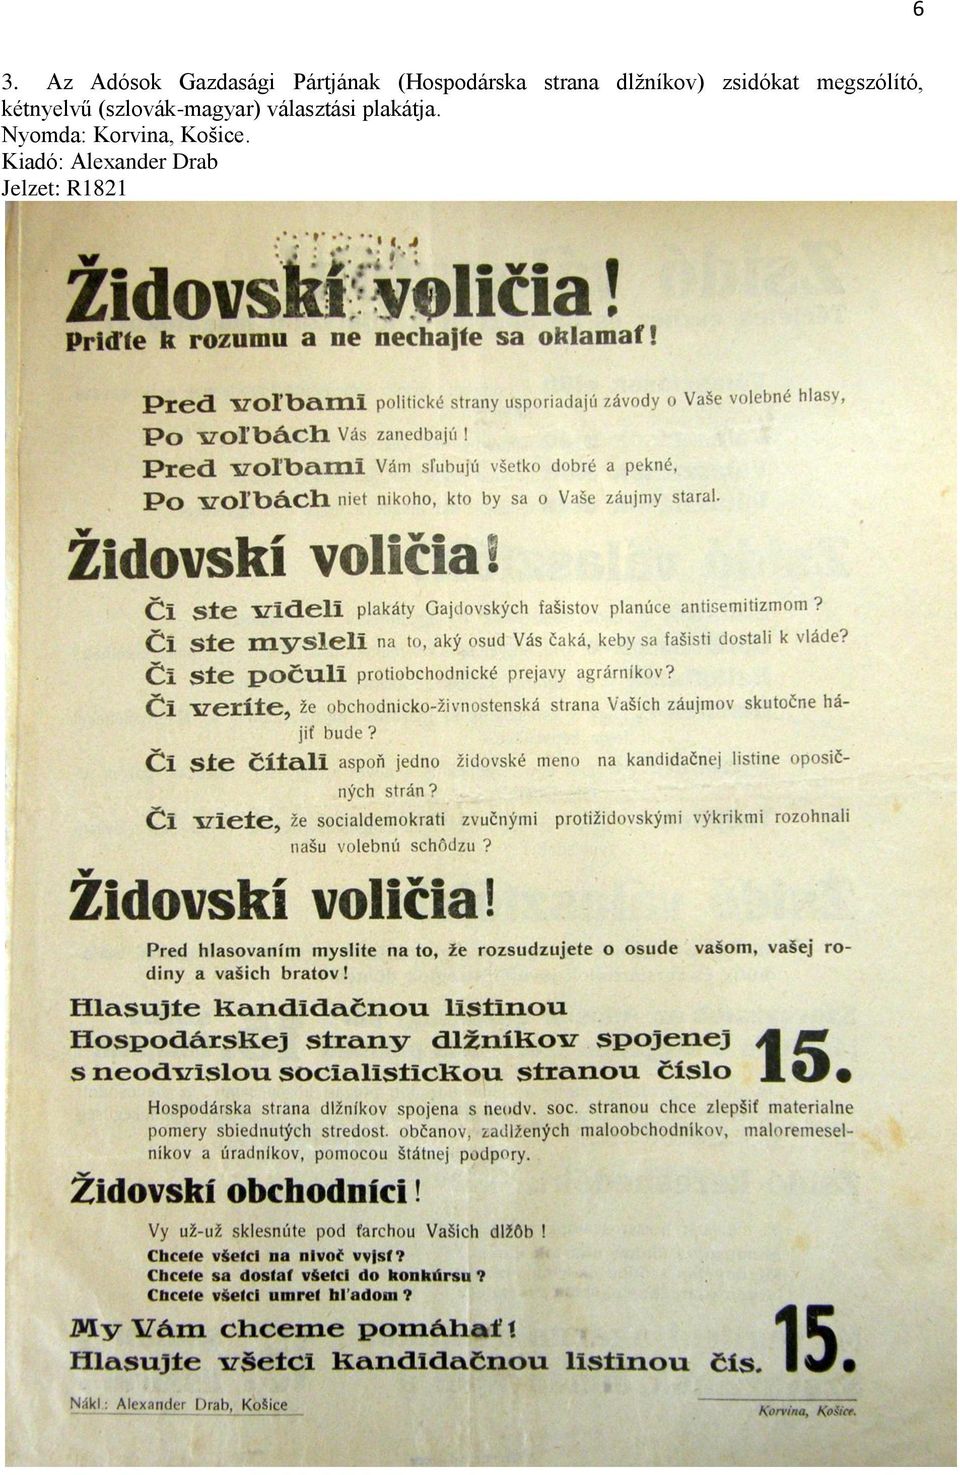 6
3. Az Adósok Gazdasági Pártjának (Hospodárska strana dlžníkov) zsidókat megszólító,
kétnyelvű (szlovák-magyar) választási plakátja.
Nyomda: Korvina, Košice.
Kiadó: Alexander Drab
Jelzet: R1821
Židovskí voličia!
Priďte k rozumu a ne nechajte sa oklamať!
Pred voľbami politické strany usporiadajú závody o Vaše volebné hlasy,
Po voľbách Vás zanedbajú!
Pred voľbami Vám sľubujú všetko dobré a pekné,
Po voľbách niet nikoho, kto by sa o Vaše záujmy staral.
Židovskí voličia!
Či ste videli plakáty Gajdovských fašistov planúce antisemitizmom?
Či ste mysleli na to, aký osud Vás čaká, keby sa fašisti dostali k vláde?
Či ste počuli protiobchodnické prejavy agrárníkov?
Či veríte, že obchodnicko-živnostenská strana Vaších záujmov skutočne há-
jiť bude?
Či ste čítali aspoň jedno židovské meno na kandidačnej listine oposič-
ných strán?
Či viete, že socialdemokrati zvučnými protižidovskými výkrikmi rozohnali
našu volebnú schôdzu?
Židovskí voličia!
Pred hlasovaním myslite na to, že rozsudzujete o osude vašom, vašej ro-
diny a vašich bratov!
Hlasujte kandidačnou listinou
Hospodárskej strany dlžníkov spojenej
s neodvislou socialistickou stranou číslo 15.
Hospodárska strana dlžníkov spojena s neodv. soc. stranou chce zlepšiť materialne
pomery sbiednutých stredost. občanov, zadlžených maloobchodníkov, maloremesel-
níkov a úradníkov, pomocou štátnej podpory.
Židovskí obchodníci!
Vy už-už sklesnúte pod ťarchou Vašich dlžôb!
Chcete všetci na nivoč vyjsť?
Chcete sa dostať všetci do konkúrsu?
Chcete všetci umreť hľadom?
My Vám chceme pomáhať!
Hlasujte všetci kandidačnou listinou čís. 15.
Nákl.: Alexander Drab, Košice
Korvina, Košice.